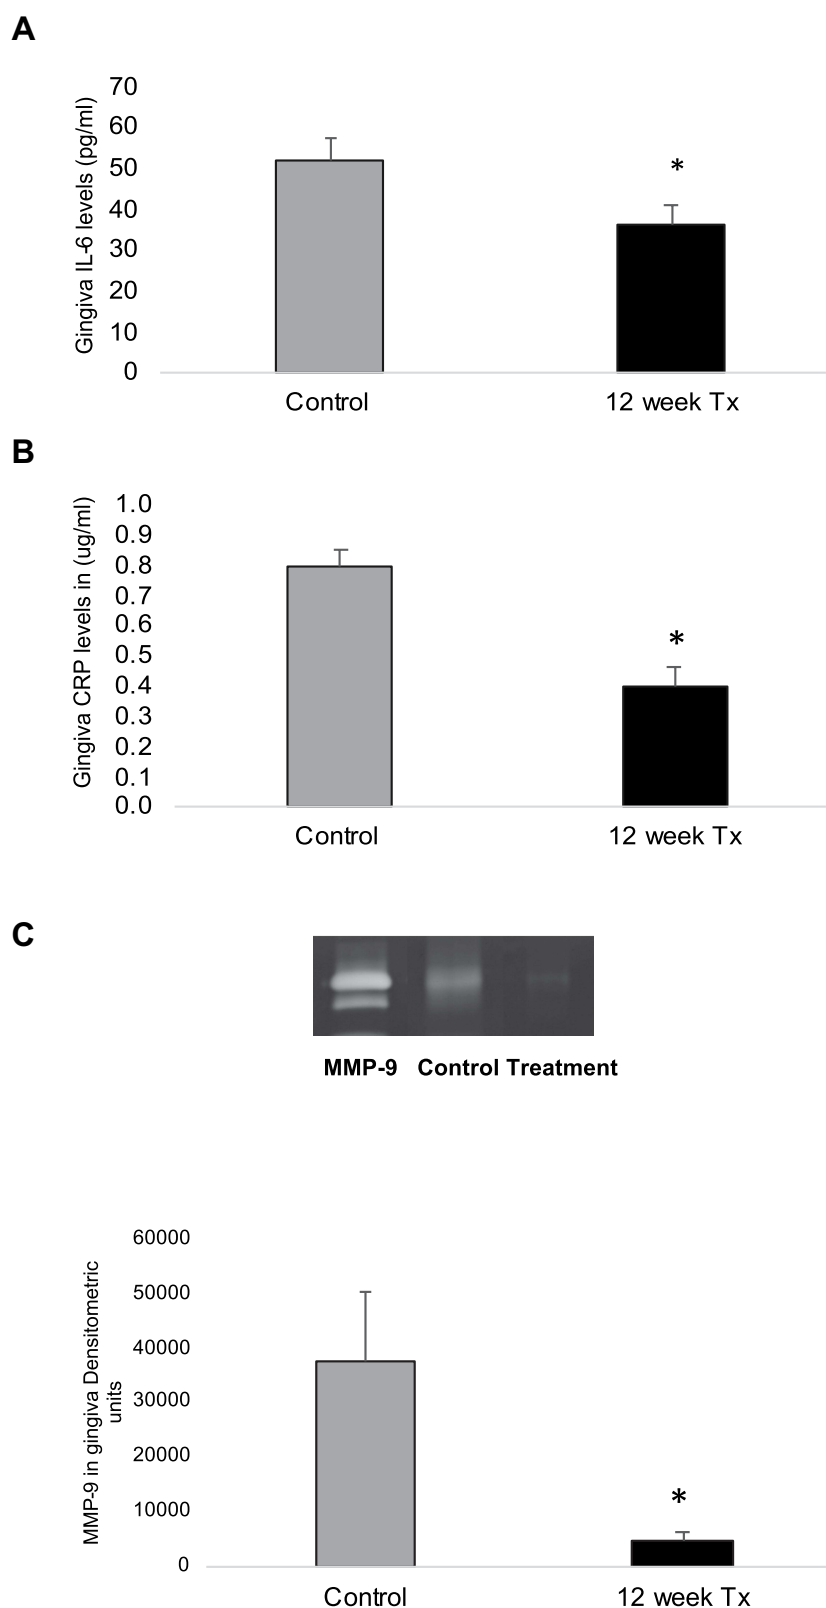 A
Gingiva IL-6 levels (pg/ml)
70
60
50
40
30
20
10
0
*
Control 12 week Tx
B
Gingiva CRP levels in (ug/ml)
1.0
0.9
0.8
0.7
0.6
0.5
0.4
0.3
0.2
0.1
0.0
*
Control 12 week Tx
C
MMP-9 Control Treatment
MMP-9 in gingiva Densitometric
units
60000
50000
40000
30000
20000
10000
0
*
Control 12 week Tx